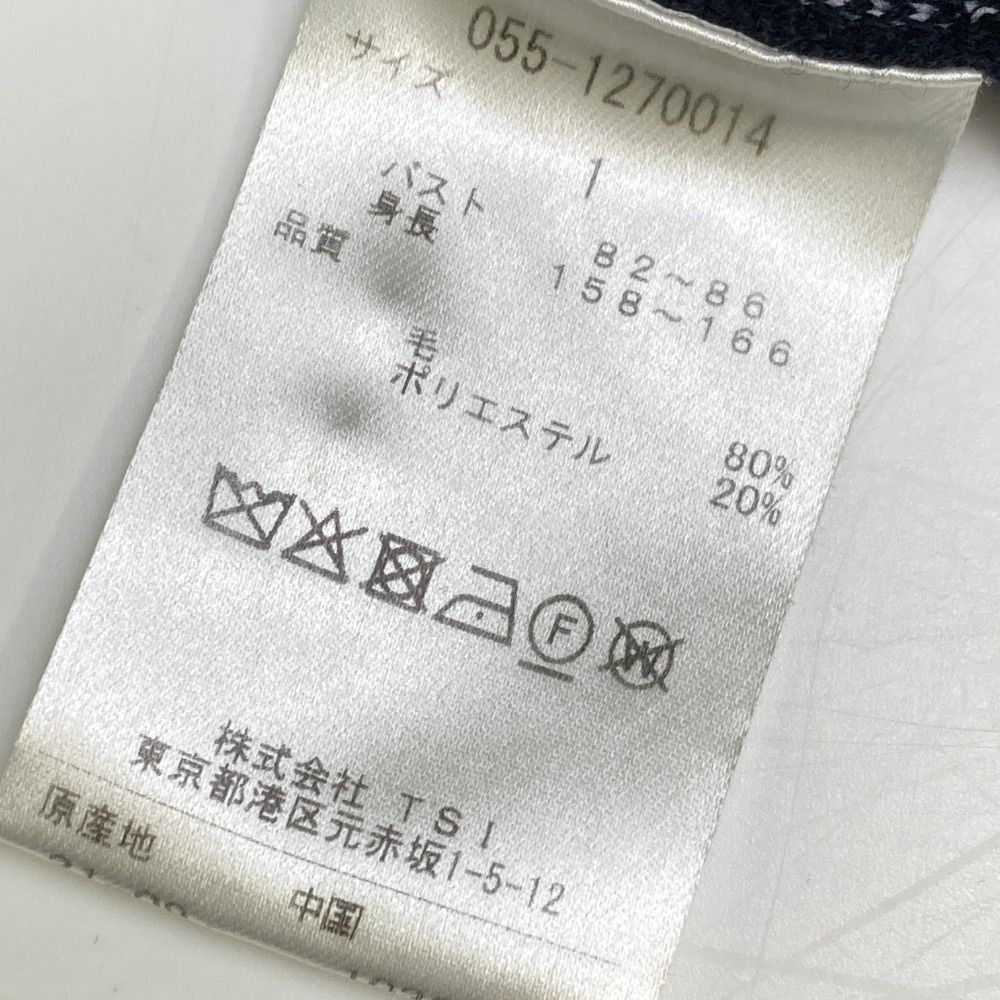 055-1270014
サイズ 1
バスト 82～86
身長 158～166
品質
毛 80%
ポリエステル 20%
F
W
株式会社 TSI
東京都港区元赤坂1-5-12
原産地 中国